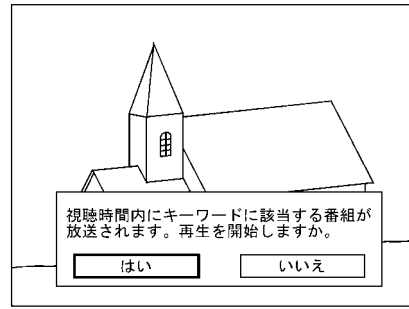 視聴時間内にキーワードに該当する番組が
放送されます。再生を開始しますか。
はい
いいえ